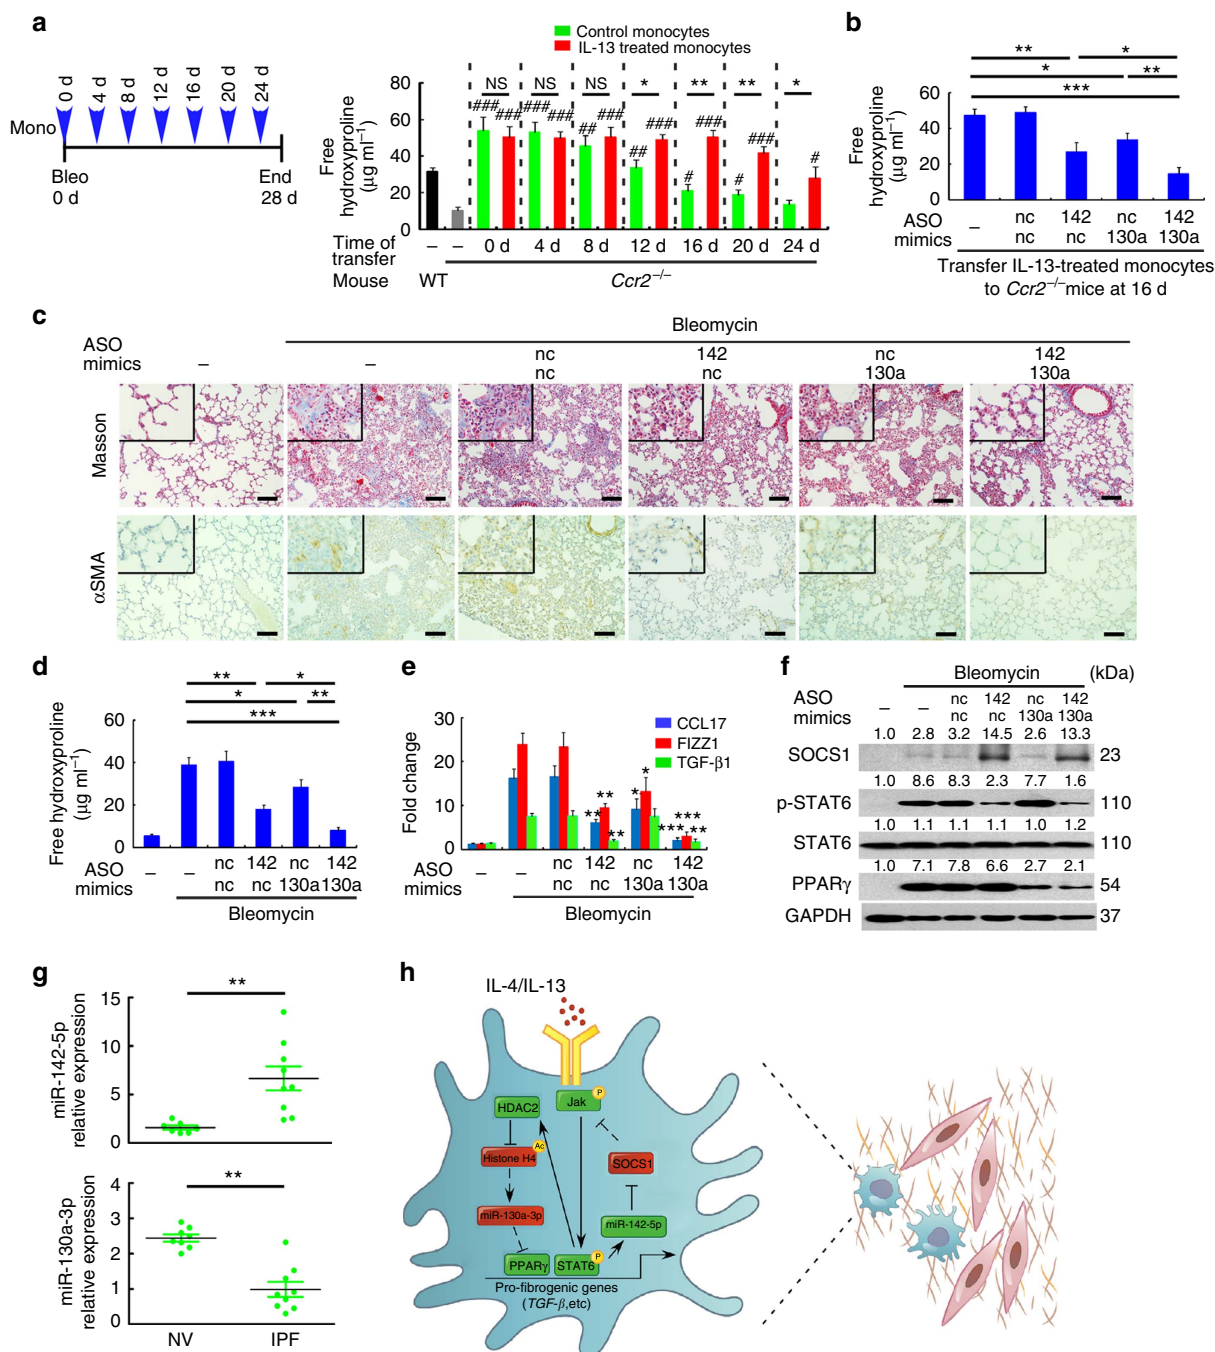 a
0 d
4 d
8 d
12 d
16 d
20 d
24 d
Mono
Bleo
0 d
End
28 d
Control monocytes
IL-13 treated monocytes
NS NS NS * ** ** *
### ### ### ### ## ### ## ### # ### # ### #
Free
hydroxyproline
(μg ml⁻¹)
80
60
40
20
0
Time of
transfer
– – 0 d 4 d 8 d 12 d 16 d 20 d 24 d
Mouse WT Ccr2⁻/⁻
b
** *
* **
***
Free
hydroxyproline
(μg ml⁻¹)
60
40
20
0
ASO – nc 142 nc 142
mimics nc nc 130a 130a
Transfer IL-13-treated monocytes
to Ccr2⁻/⁻mice at 16 d
c
Bleomycin
ASO – – nc 142 nc 142
mimics nc nc 130a 130a
Masson
αSMA
d
** *
* **
***
Free hydroxyproline
(μg ml⁻¹)
60
40
20
0
ASO – – nc 142 nc 142
mimics nc nc 130a 130a
Bleomycin
e
CCL17
FIZZ1
TGF-β1
Fold change
30
20
10
0
** ** ** * * *** *** **
ASO – – nc 142 nc 142
mimics nc nc 130a 130a
Bleomycin
f
Bleomycin (kDa)
ASO – – nc 142 nc 142
mimics nc nc 130a 130a
1.0 2.8 3.2 14.5 2.6 13.3
SOCS1 23
1.0 8.6 8.3 2.3 7.7 1.6
p-STAT6 110
1.0 1.1 1.1 1.1 1.0 1.2
STAT6 110
1.0 7.1 7.8 6.6 2.7 2.1
PPARγ 54
GAPDH 37
g
**
miR-142-5p
relative expression
15
10
5
0
**
miR-130a-3p
relative expression
4
3
2
1
0
NV IPF
h
IL-4/IL-13
HDAC2
Jak
P
Ac
Histone H4
SOCS1
miR-130a-3p
miR-142-5p
PPARγ
STAT6
P
Pro-fibrogenic genes
(TGF-β,etc)